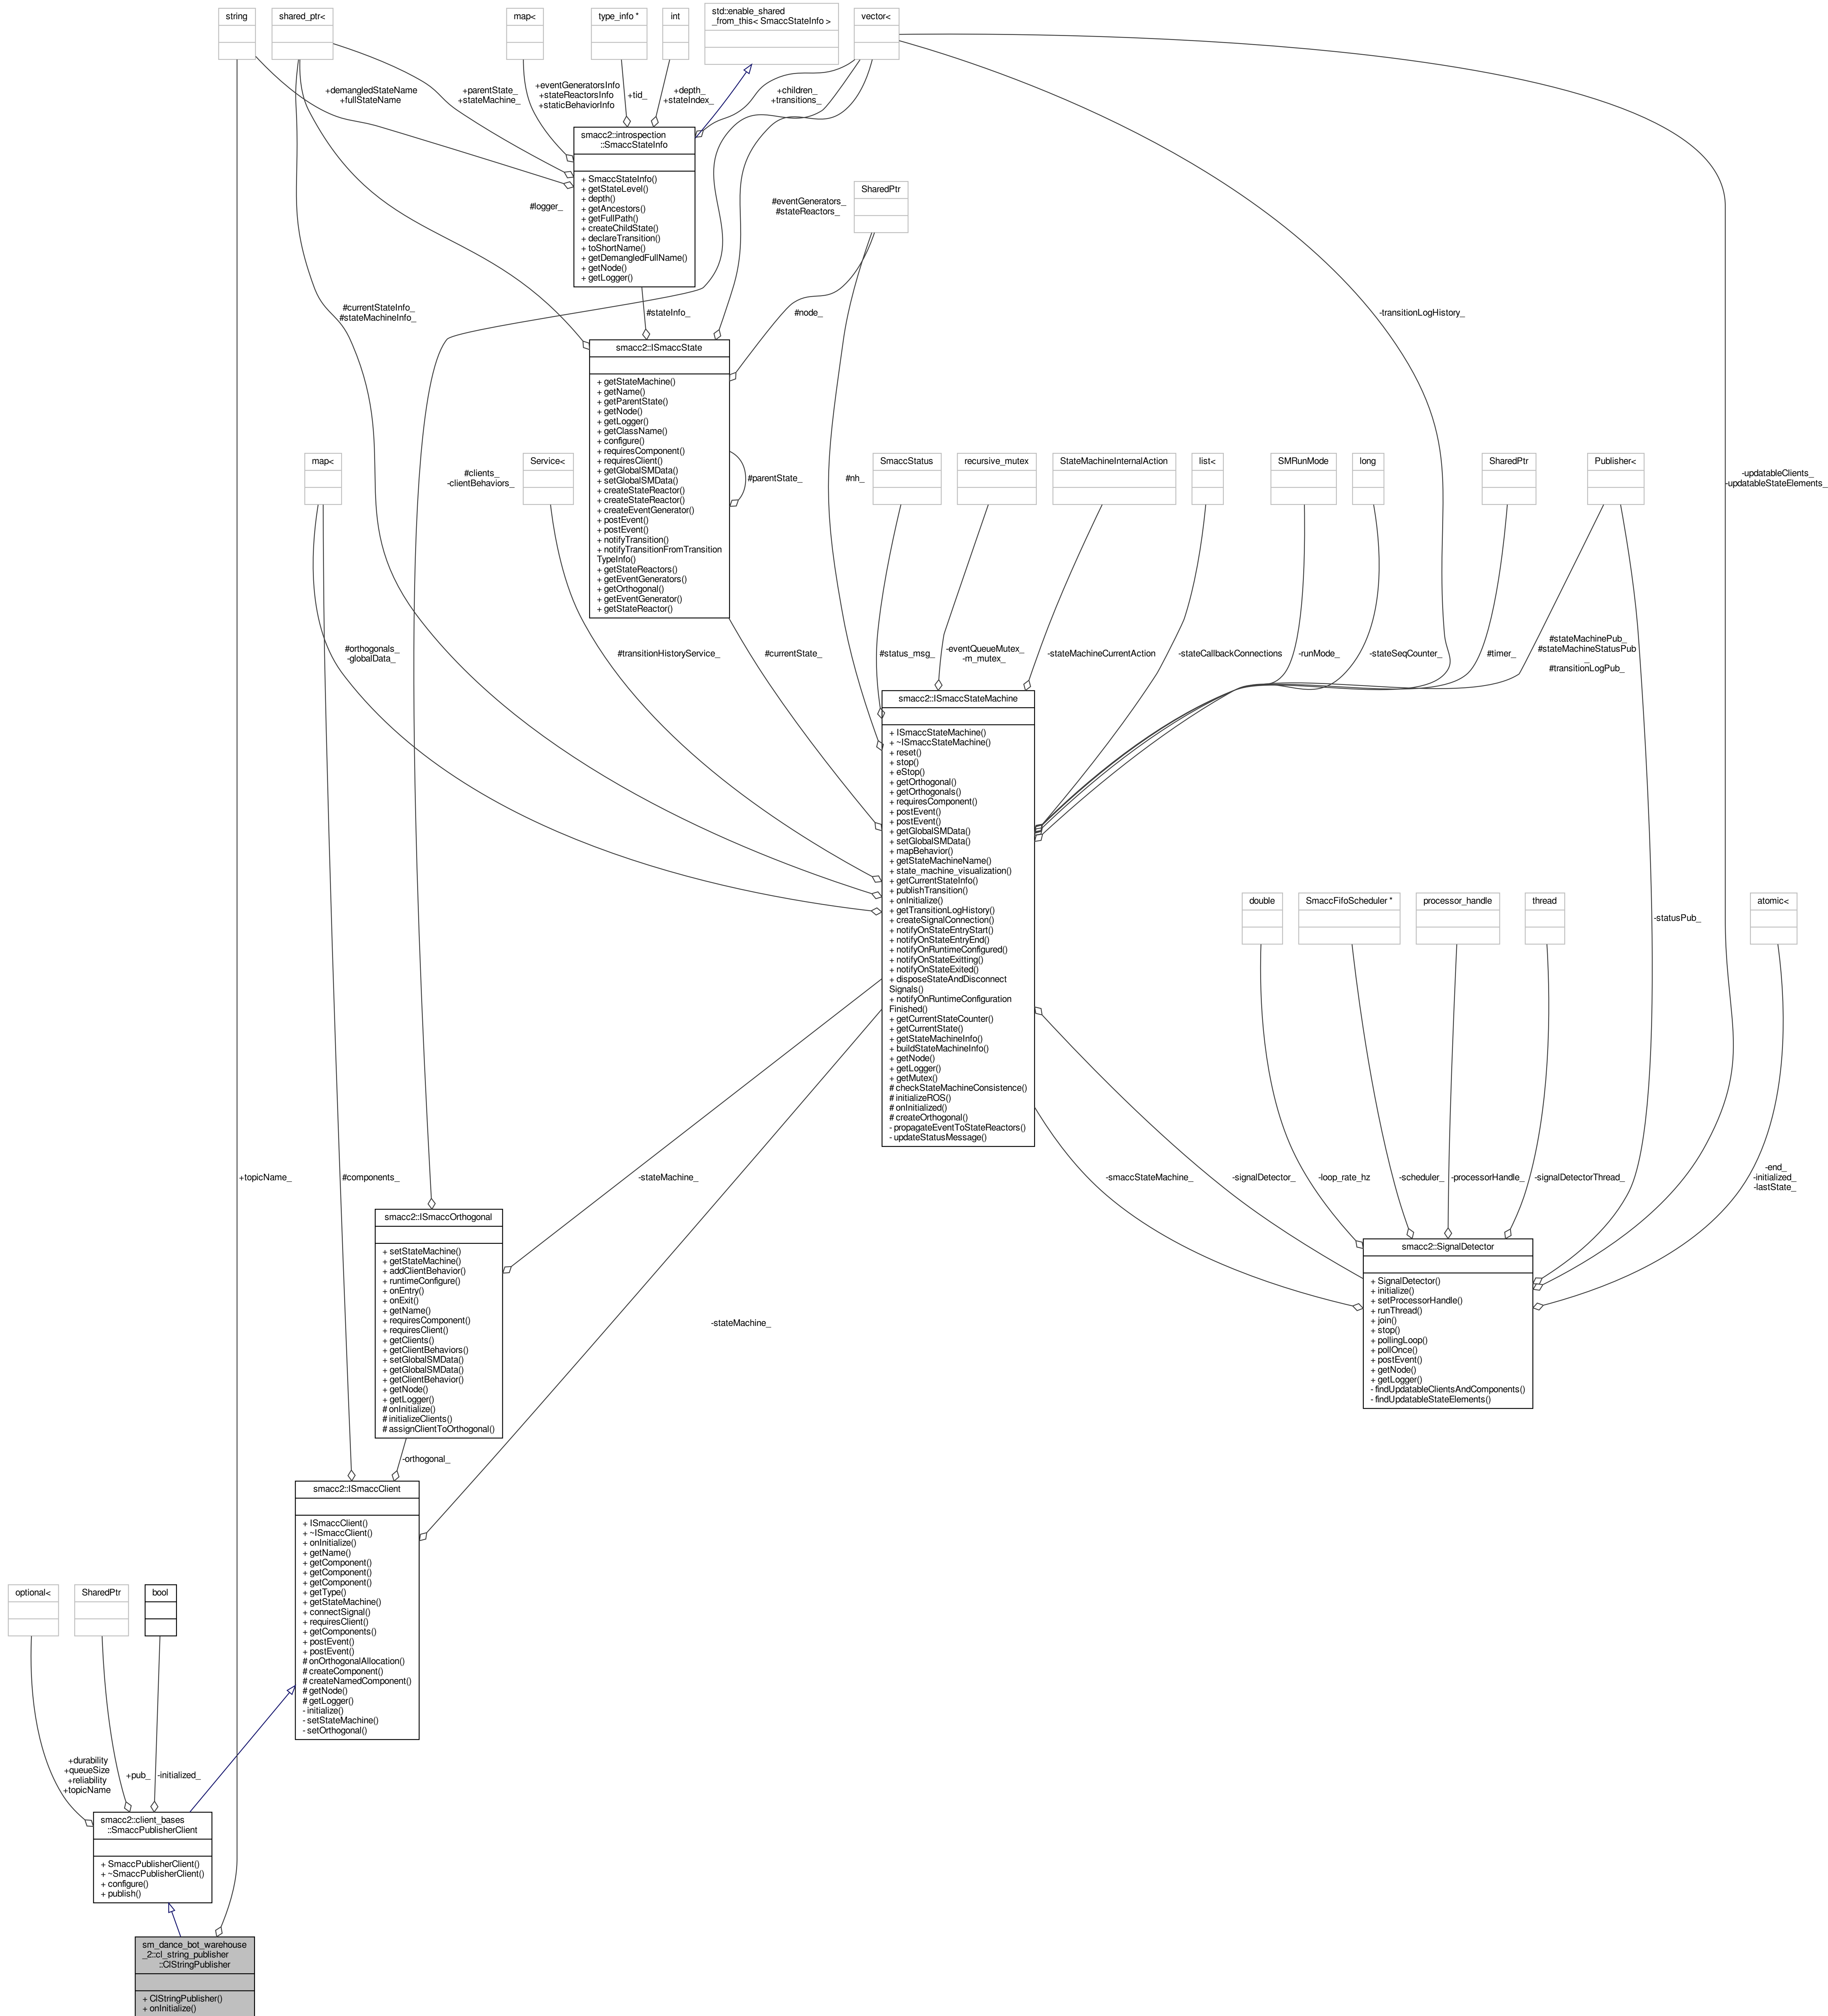 string
shared_ptr<
map<
type_info *
int
std::enable_shared
_from_this< SmaccStateInfo >
vector<
+demangledStateName
+fullStateName
+parentState_
+stateMachine_
+eventGeneratorsInfo
+stateReactorsInfo
+staticBehaviorInfo
+tid_
+depth_
+stateIndex_
+children_
+transitions_
smacc2::introspection
::SmaccStateInfo
+ SmaccStateInfo()
+ getStateLevel()
+ depth()
+ getAncestors()
+ getFullPath()
+ createChildState()
+ declareTransition()
+ toShortName()
+ getDemangledFullName()
+ getNode()
+ getLogger()
SharedPtr
#logger_
#eventGenerators_
#stateReactors_
#currentStateInfo_
#stateMachineInfo_
#stateInfo_
#node_
-transitionLogHistory_
smacc2::ISmaccState
+ getStateMachine()
+ getName()
+ getParentState()
+ getNode()
+ getLogger()
+ getClassName()
+ configure()
+ requiresComponent()
+ requiresClient()
+ getGlobalSMData()
+ setGlobalSMData()
+ createStateReactor()
+ createStateReactor()
+ createEventGenerator()
+ postEvent()
+ postEvent()
+ notifyTransition()
+ notifyTransitionFromTransition
TypeInfo()
+ getStateReactors()
+ getEventGenerators()
+ getOrthogonal()
+ getEventGenerator()
+ getStateReactor()
#parentState_
map<
#clients_
-clientBehaviors_
Service<
#nh_
SmaccStatus
recursive_mutex
StateMachineInternalAction
list<
SMRunMode
long
SharedPtr
Publisher<
-updatableClients_
-updatableStateElements_
#orthogonals_
-globalData_
#transitionHistoryService_
#currentState_
#status_msg_
-eventQueueMutex_
-m_mutex_
-stateMachineCurrentAction
-stateCallbackConnections
-runMode_
-stateSeqCounter_
#timer_
#stateMachinePub_
#stateMachineStatusPub
_
#transitionLogPub_
smacc2::ISmaccStateMachine
+ ISmaccStateMachine()
+ ~ISmaccStateMachine()
+ reset()
+ stop()
+ eStop()
+ getOrthogonal()
+ getOrthogonals()
+ requiresComponent()
+ postEvent()
+ postEvent()
+ getGlobalSMData()
+ setGlobalSMData()
+ mapBehavior()
+ getStateMachineName()
+ state_machine_visualization()
+ getCurrentStateInfo()
+ publishTransition()
+ onInitialize()
+ getTransitionLogHistory()
+ createSignalConnection()
+ notifyOnStateEntryStart()
+ notifyOnStateEntryEnd()
+ notifyOnRuntimeConfigured()
+ notifyOnStateExitting()
+ notifyOnStateExited()
+ disposeStateAndDisconnect
Signals()
+ notifyOnRuntimeConfiguration
Finished()
+ getCurrentStateCounter()
+ getCurrentState()
+ getStateMachineInfo()
+ buildStateMachineInfo()
+ getNode()
+ getLogger()
+ getMutex()
# checkStateMachineConsistence()
# initializeROS()
# onInitialized()
# createOrthogonal()
- propagateEventToStateReactors()
- updateStatusMessage()
double
SmaccFifoScheduler *
processor_handle
thread
-statusPub_
atomic<
+topicName_
#components_
-stateMachine_
-smaccStateMachine_
-signalDetector_
-loop_rate_hz
-scheduler_
-processorHandle_
-signalDetectorThread_
-end_
-initialized_
-lastState_
smacc2::ISmaccOrthogonal
+ setStateMachine()
+ getStateMachine()
+ addClientBehavior()
+ runtimeConfigure()
+ onEntry()
+ onExit()
+ getName()
+ requiresComponent()
+ requiresClient()
+ getClients()
+ getClientBehaviors()
+ setGlobalSMData()
+ getGlobalSMData()
+ getClientBehavior()
+ getNode()
+ getLogger()
# onInitialize()
# initializeClients()
# assignClientToOrthogonal()
-stateMachine_
smacc2::SignalDetector
+ SignalDetector()
+ initialize()
+ setProcessorHandle()
+ runThread()
+ join()
+ stop()
+ pollingLoop()
+ pollOnce()
+ postEvent()
+ getNode()
+ getLogger()
- findUpdatableClientsAndComponents()
- findUpdatableStateElements()
-orthogonal_
smacc2::ISmaccClient
+ ISmaccClient()
+ ~ISmaccClient()
+ onInitialize()
+ getName()
+ getComponent()
+ getComponent()
+ getComponent()
+ getType()
+ getStateMachine()
+ connectSignal()
+ requiresClient()
+ getComponents()
+ postEvent()
+ postEvent()
# onOrthogonalAllocation()
# createComponent()
# createNamedComponent()
# getNode()
# getLogger()
- initialize()
- setStateMachine()
- setOrthogonal()
optional<
SharedPtr
bool
+durability
+queueSize
+reliability
+topicName
+pub_
-initialized_
smacc2::client_bases
::SmaccPublisherClient
+ SmaccPublisherClient()
+ ~SmaccPublisherClient()
+ configure()
+ publish()
sm_dance_bot_warehouse
_2::cl_string_publisher
::ClStringPublisher
+ ClStringPublisher()
+ onInitialize()